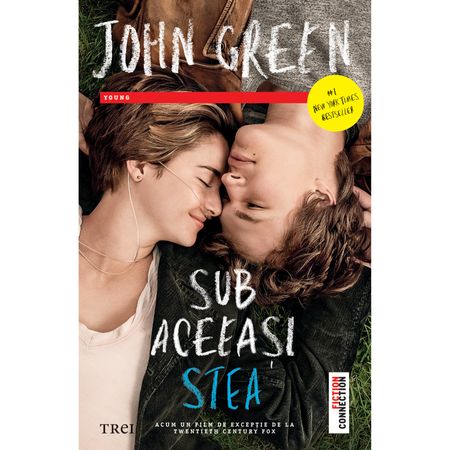 JOHN GREEN
YOUNG
#1
NEW YORK TIMES
BESTSELLER
SUB
ACEEAȘI
STEA
FICTION
CONNECTION
TREI
ACUM UN FILM DE EXCEPȚIE DE LA
TWENTIETH CENTURY FOX